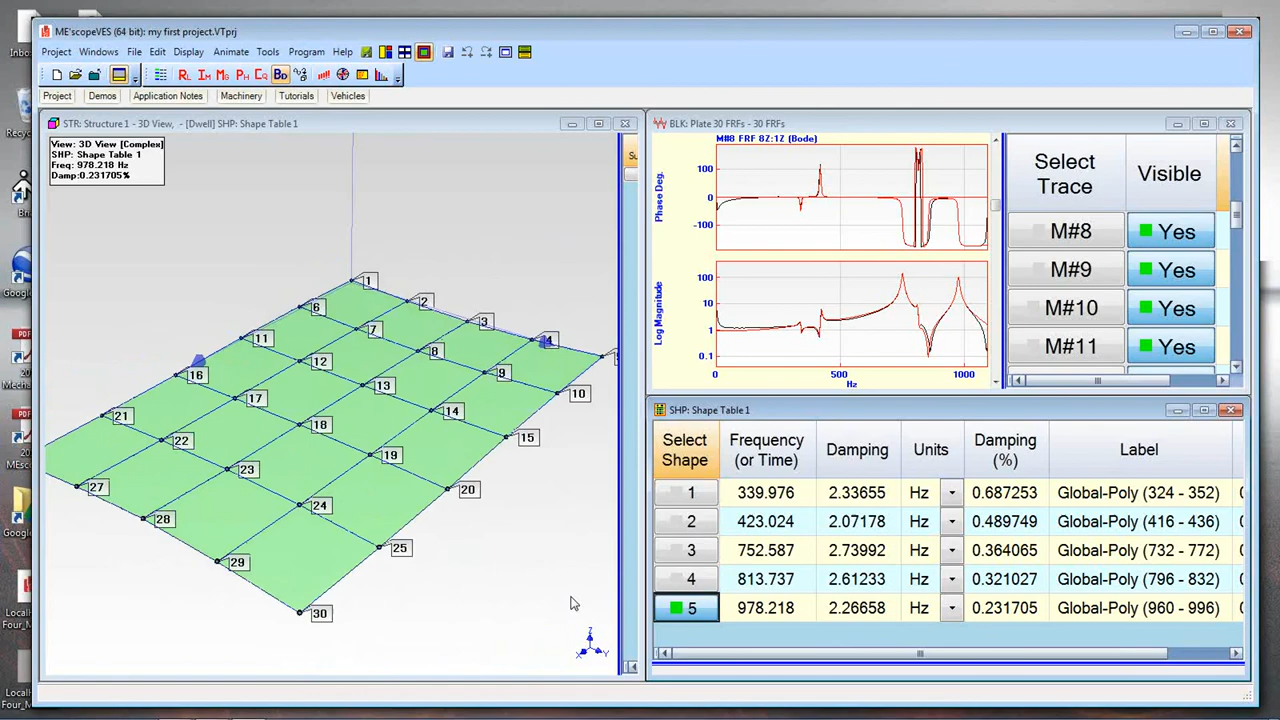 ME'scopeVES (64 bit): my first project.VTprj
Project Windows File Edit Display Animate Tools Program Help
RL IM MG PH CQ BD
Project Demos Application Notes Machinery Tutorials Vehicles
STR: Structure 1 - 3D View, - [Dwell] SHP: Shape Table 1
View: 3D View [Complex]
SHP: Shape Table 1
Freq: 978.218 Hz
Damp:0.231705%
1
2
3
4
6
7
8
9
10
11
12
13
14
15
16
17
18
19
20
21
22
23
24
25
27
28
29
30
Z
X Y
BLK: Plate 30 FRFs - 30 FRFs
M#8 FRF 8Z:1Z (Bode)
Phase Deg.
100
0
-100
Log Magnitude
100
10
1
0.1
0 500 1000
Hz
Select Trace Visible
M#8 Yes
M#9 Yes
M#10 Yes
M#11 Yes
SHP: Shape Table 1
Select Shape Frequency (or Time) Damping Units Damping (%) Label
1 339.976 2.33655 Hz 0.687253 Global-Poly (324 - 352)
2 423.024 2.07178 Hz 0.489749 Global-Poly (416 - 436)
3 752.587 2.73992 Hz 0.364065 Global-Poly (732 - 772)
4 813.737 2.61233 Hz 0.321027 Global-Poly (796 - 832)
5 978.218 2.26658 Hz 0.231705 Global-Poly (960 - 996)